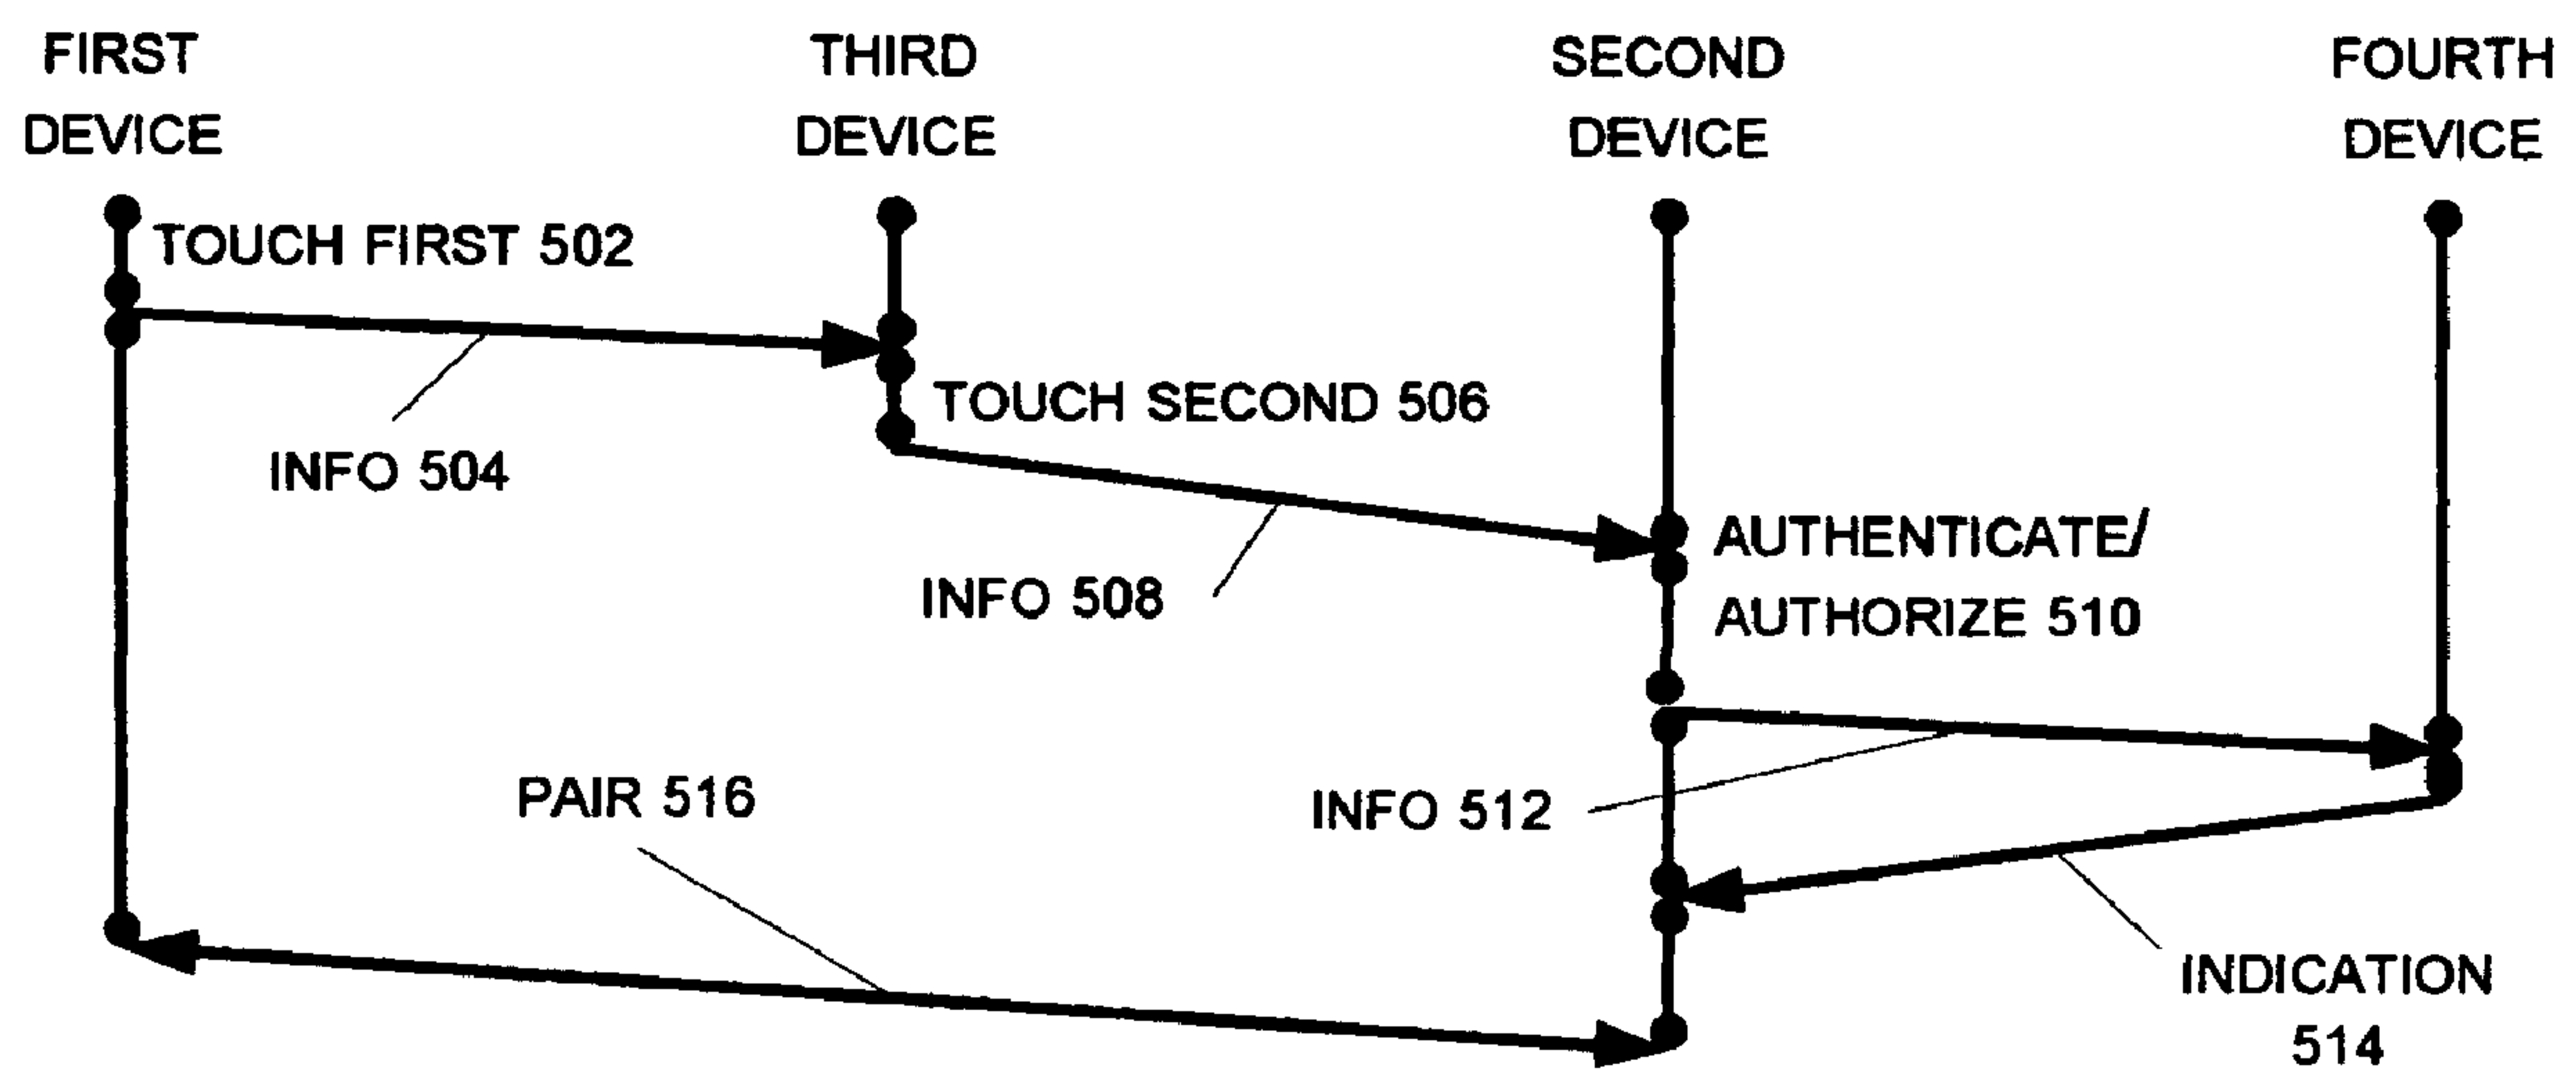 FIRST
DEVICE
THIRD
DEVICE
SECOND
DEVICE
FOURTH
DEVICE
TOUCH FIRST 502
INFO 504
TOUCH SECOND 506
INFO 508
AUTHENTICATE/
AUTHORIZE 510
INFO 512
PAIR 516
INDICATION
514